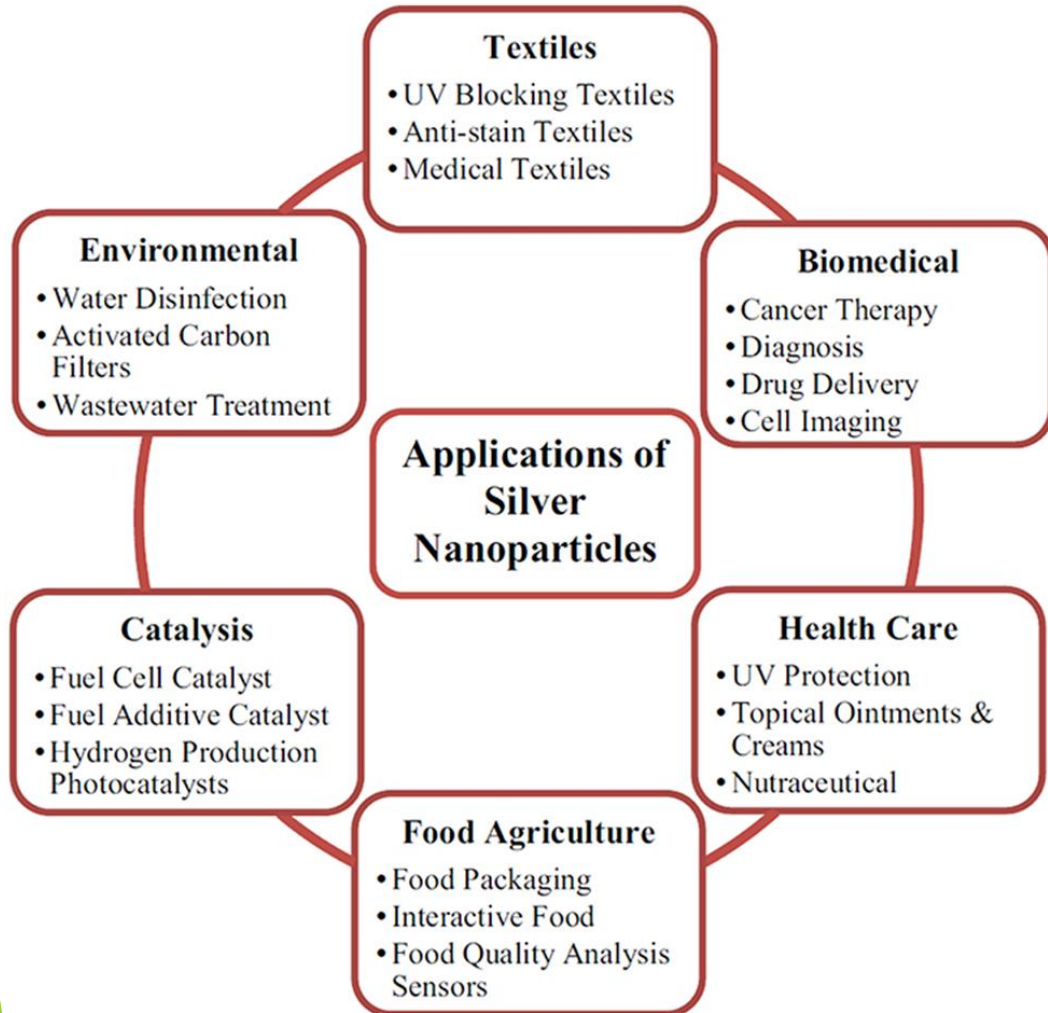 Textiles
• UV Blocking Textiles
• Anti-stain Textiles
• Medical Textiles
Environmental
• Water Disinfection
• Activated Carbon
Filters
• Wastewater Treatment
Biomedical
• Cancer Therapy
• Diagnosis
• Drug Delivery
• Cell Imaging
Applications of
Silver
Nanoparticles
Catalysis
• Fuel Cell Catalyst
• Fuel Additive Catalyst
• Hydrogen Production
Photocatalysts
Health Care
• UV Protection
• Topical Ointments &
Creams
• Nutraceutical
Food Agriculture
• Food Packaging
• Interactive Food
• Food Quality Analysis
Sensors